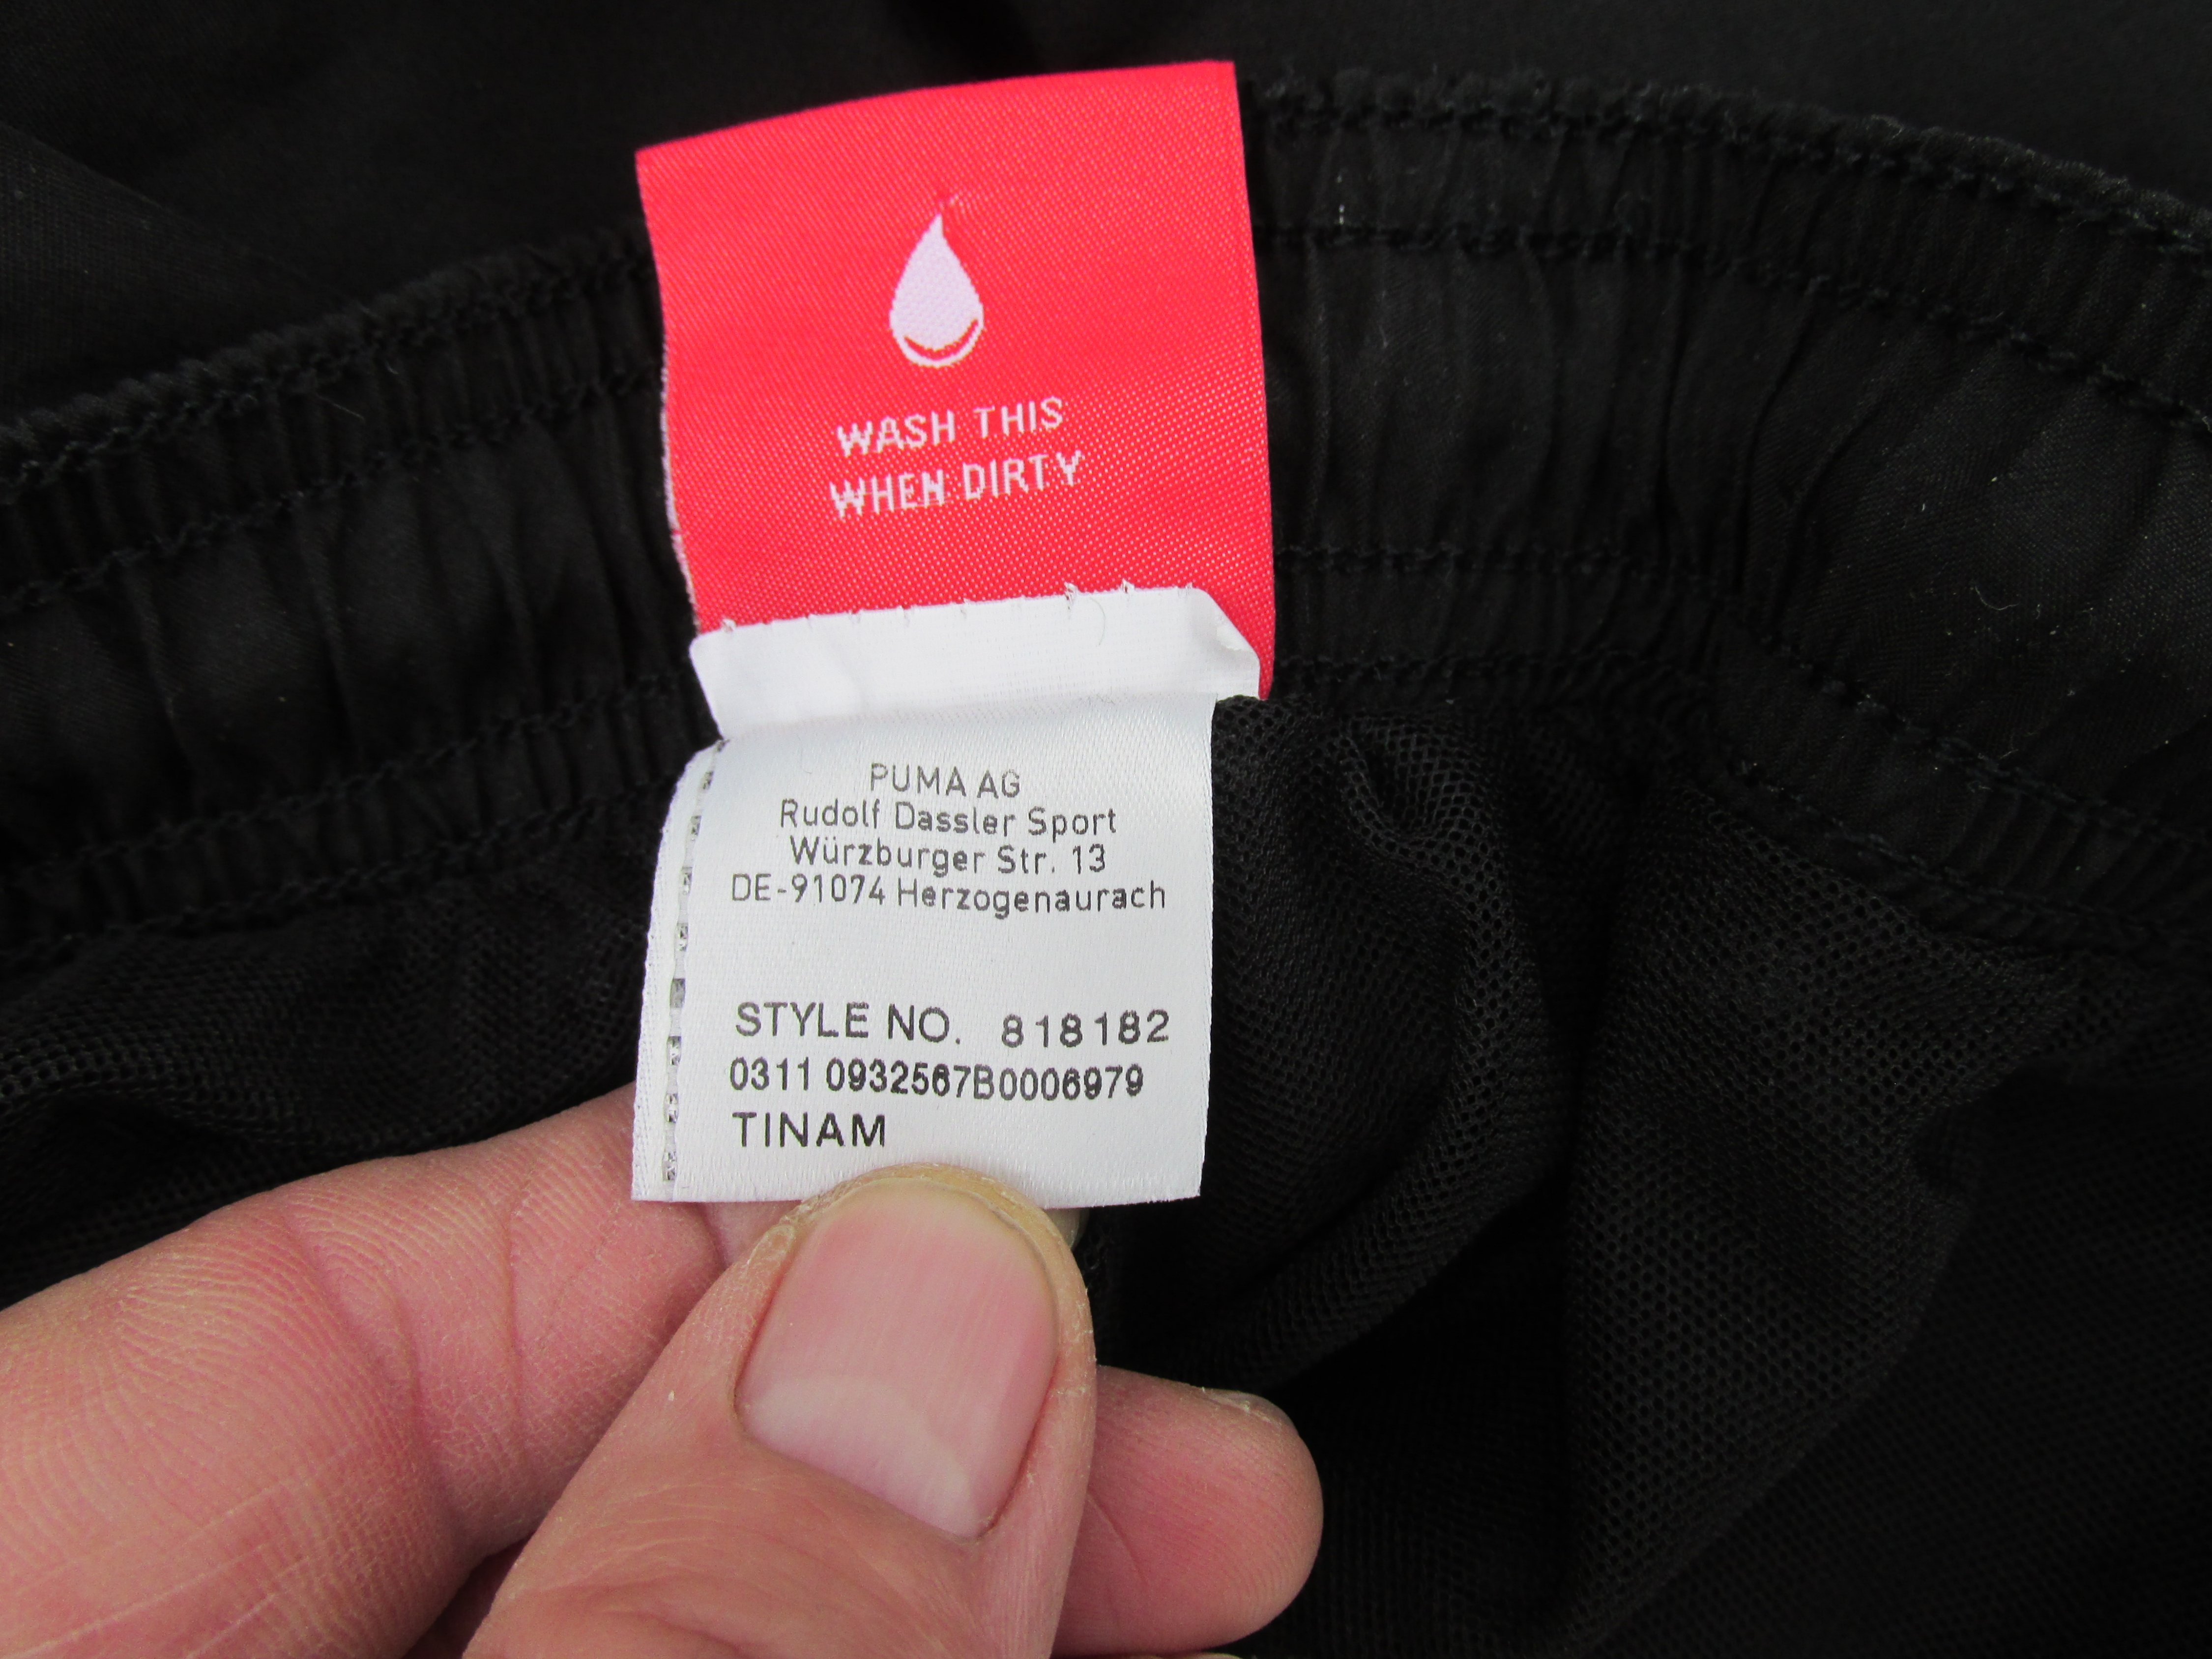 WASH THIS
WHEN DIRTY
PUMA AG
Rudolf Dassler Sport
Würzburger Str. 13
DE-91074 Herzogenaurach
STYLE NO. 818182
0311 0932567B0006979
TINAM